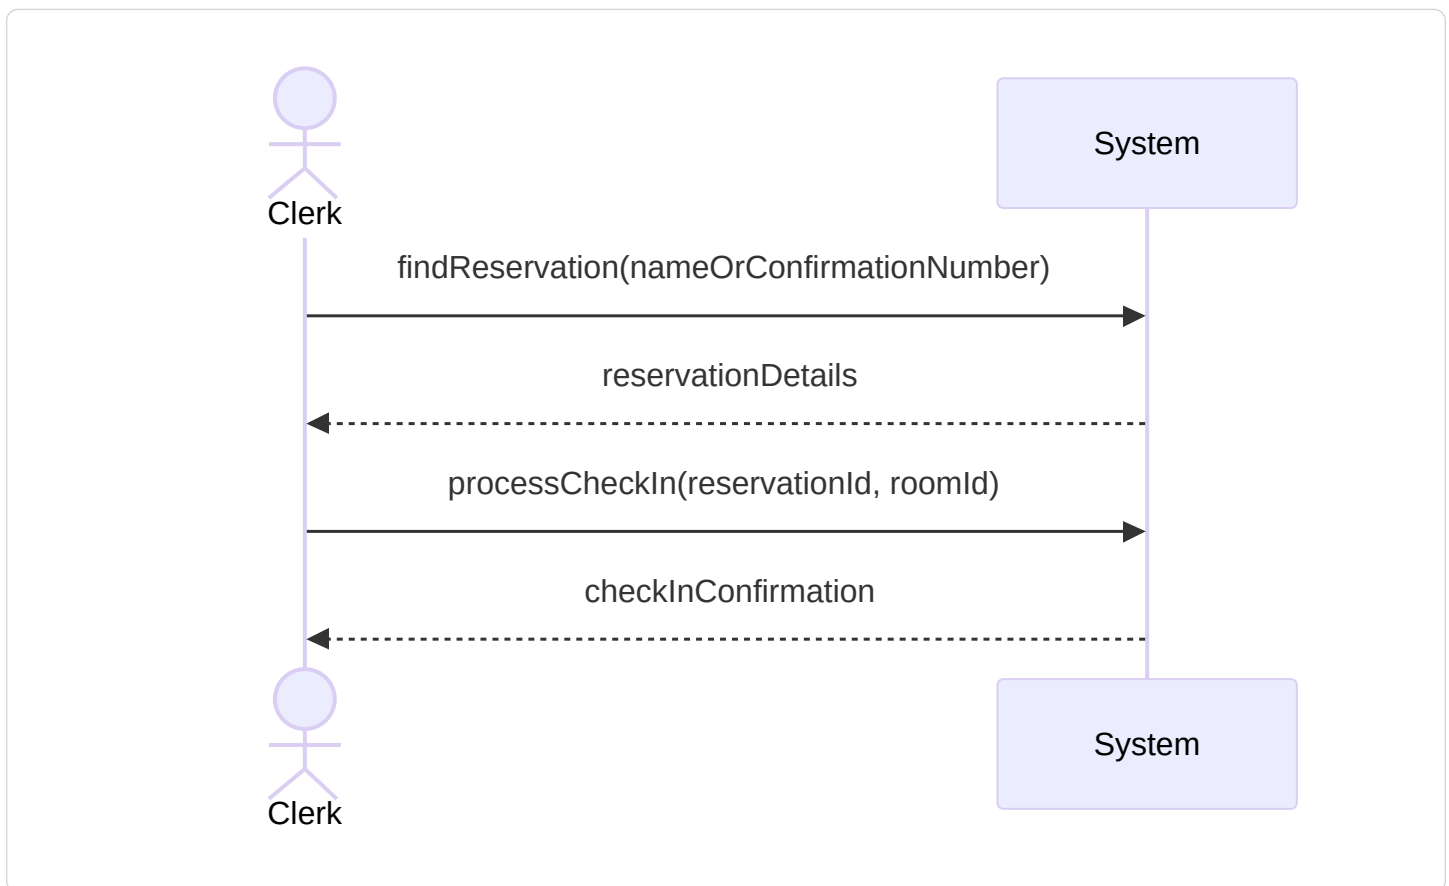 System
Clerk
findReservation(nameOrConfirmationNumber)
reservationDetails
processCheckIn(reservationId, roomId)
checkInConfirmation
System
Clerk